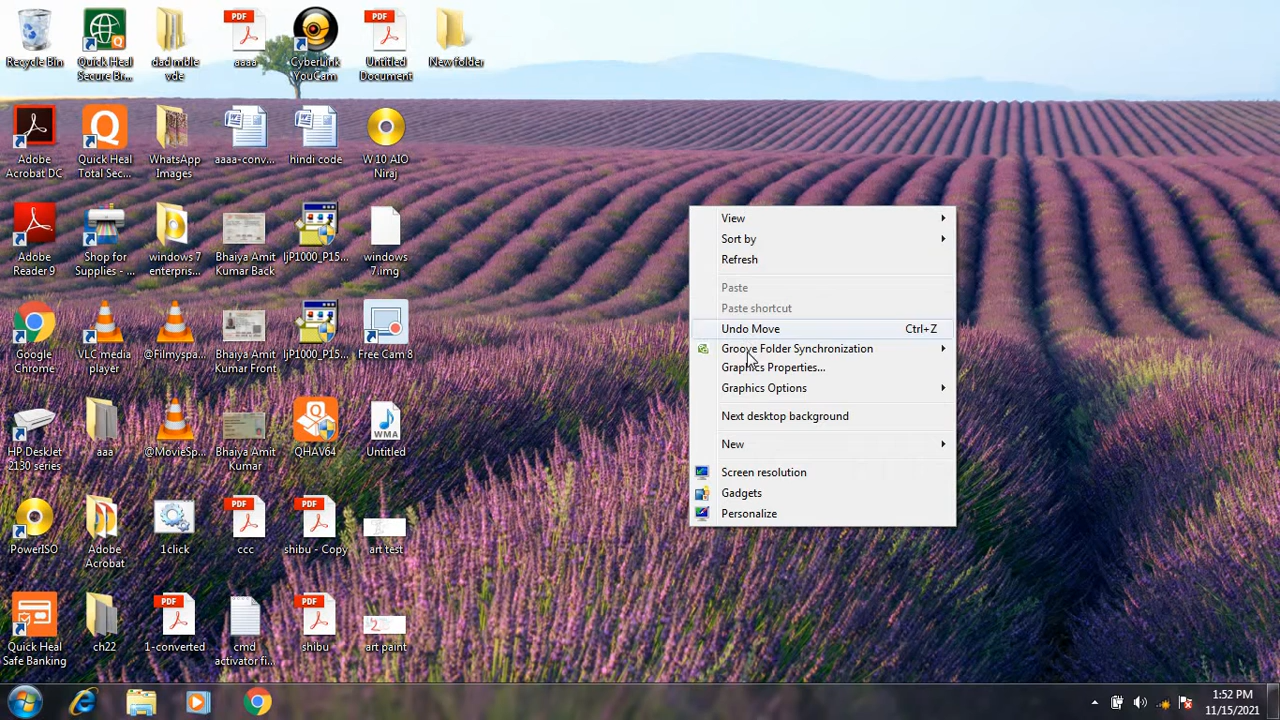 Recycle Bin
Quick Heal
Secure Br...
dad mble
vde
PDF
aaaa
CyberLink
YouCam
PDF
Untitled
Document
New folder
Adobe
Acrobat DC
Quick Heal
Total Sec...
WhatsApp
Images
aaaa-conv...
hindi code
W10 AIO
Niraj
Adobe
Reader 9
Shop for
Supplies - ...
windows 7
enterpris...
Bhaiya Amit
Kumar Back
ljP1000_P15...
windows
7.img
Google
Chrome
VLC media
player
@Filmyspa...
Bhaiya Amit
Kumar Front
ljP1000_P15...
Free Cam 8
HP DeskJet
2130 series
aaa
@MovieSp...
Bhaiya Amit
Kumar
QHAV64
WMA
Untitled
PowerISO
Adobe
Acrobat
1click
PDF
ccc
PDF
shibu - Copy
art test
Quick Heal
Safe Banking
ch22
PDF
1-converted
cmd
activator fi...
PDF
shibu
art paint
View
Sort by
Refresh
Paste
Paste shortcut
Undo Move Ctrl+Z
Groove Folder Synchronization
Graphics Properties...
Graphics Options
Next desktop background
New
Screen resolution
Gadgets
Personalize
1:52 PM
11/15/2021